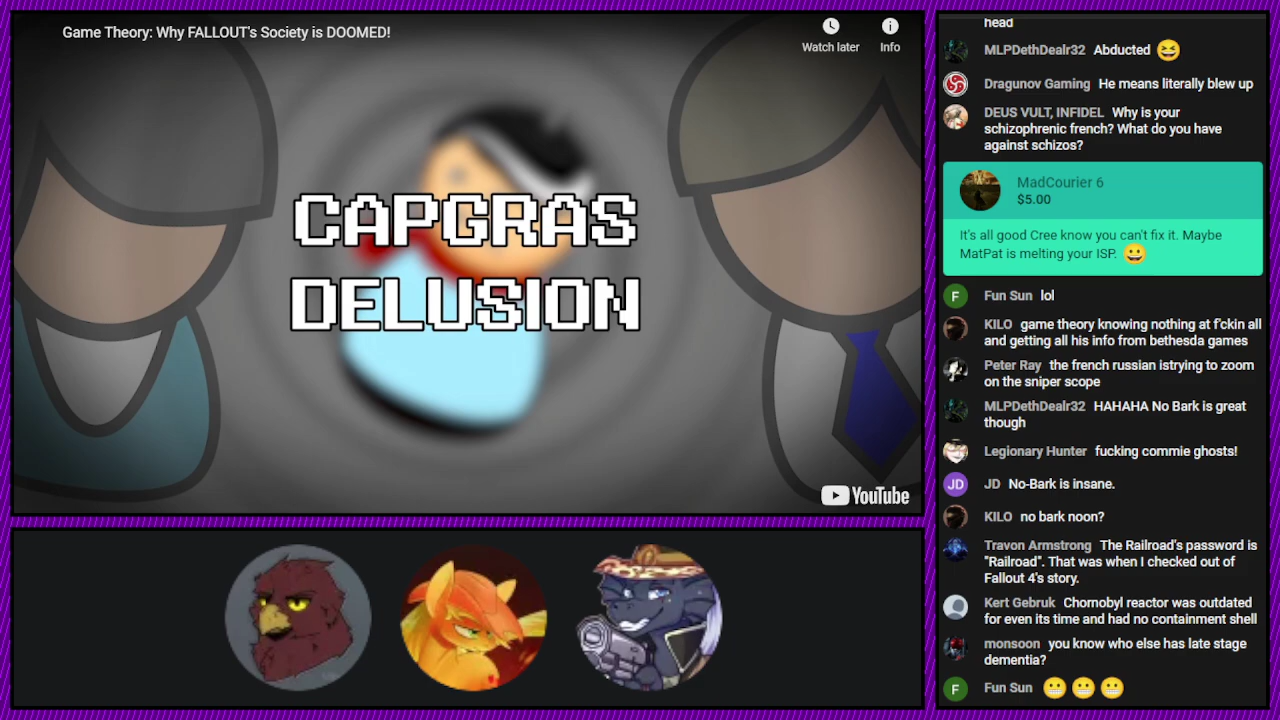 Game Theory: Why FALLOUT's Society is DOOMED!
Watch later
Info
CAPGRAS
DELUSION
YouTube
head
MLPDethDealr32 Abducted 😆
Dragunov Gaming He means literally blew up
DEUS VULT, INFIDEL Why is your
schizophrenic french? What do you have
against schizos?
MadCourier 6
$5.00
It's all good Cree know you can't fix it. Maybe
MatPat is melting your ISP. 😀
F Fun Sun lol
KILO game theory knowing nothing at f'ckin all
and getting all his info from bethesda games
Peter Ray the french russian istrying to zoom
on the sniper scope
MLPDethDealr32 HAHAHA No Bark is great
though
Legionary Hunter fucking commie ghosts!
JD JD No-Bark is insane.
KILO no bark noon?
Travon Armstrong The Railroad's password is
"Railroad". That was when I checked out of
Fallout 4's story.
Kert Gebruk Chornobyl reactor was outdated
for even its time and had no containment shell
monsoon you know who else has late stage
dementia?
F Fun Sun 😬 😬 😬